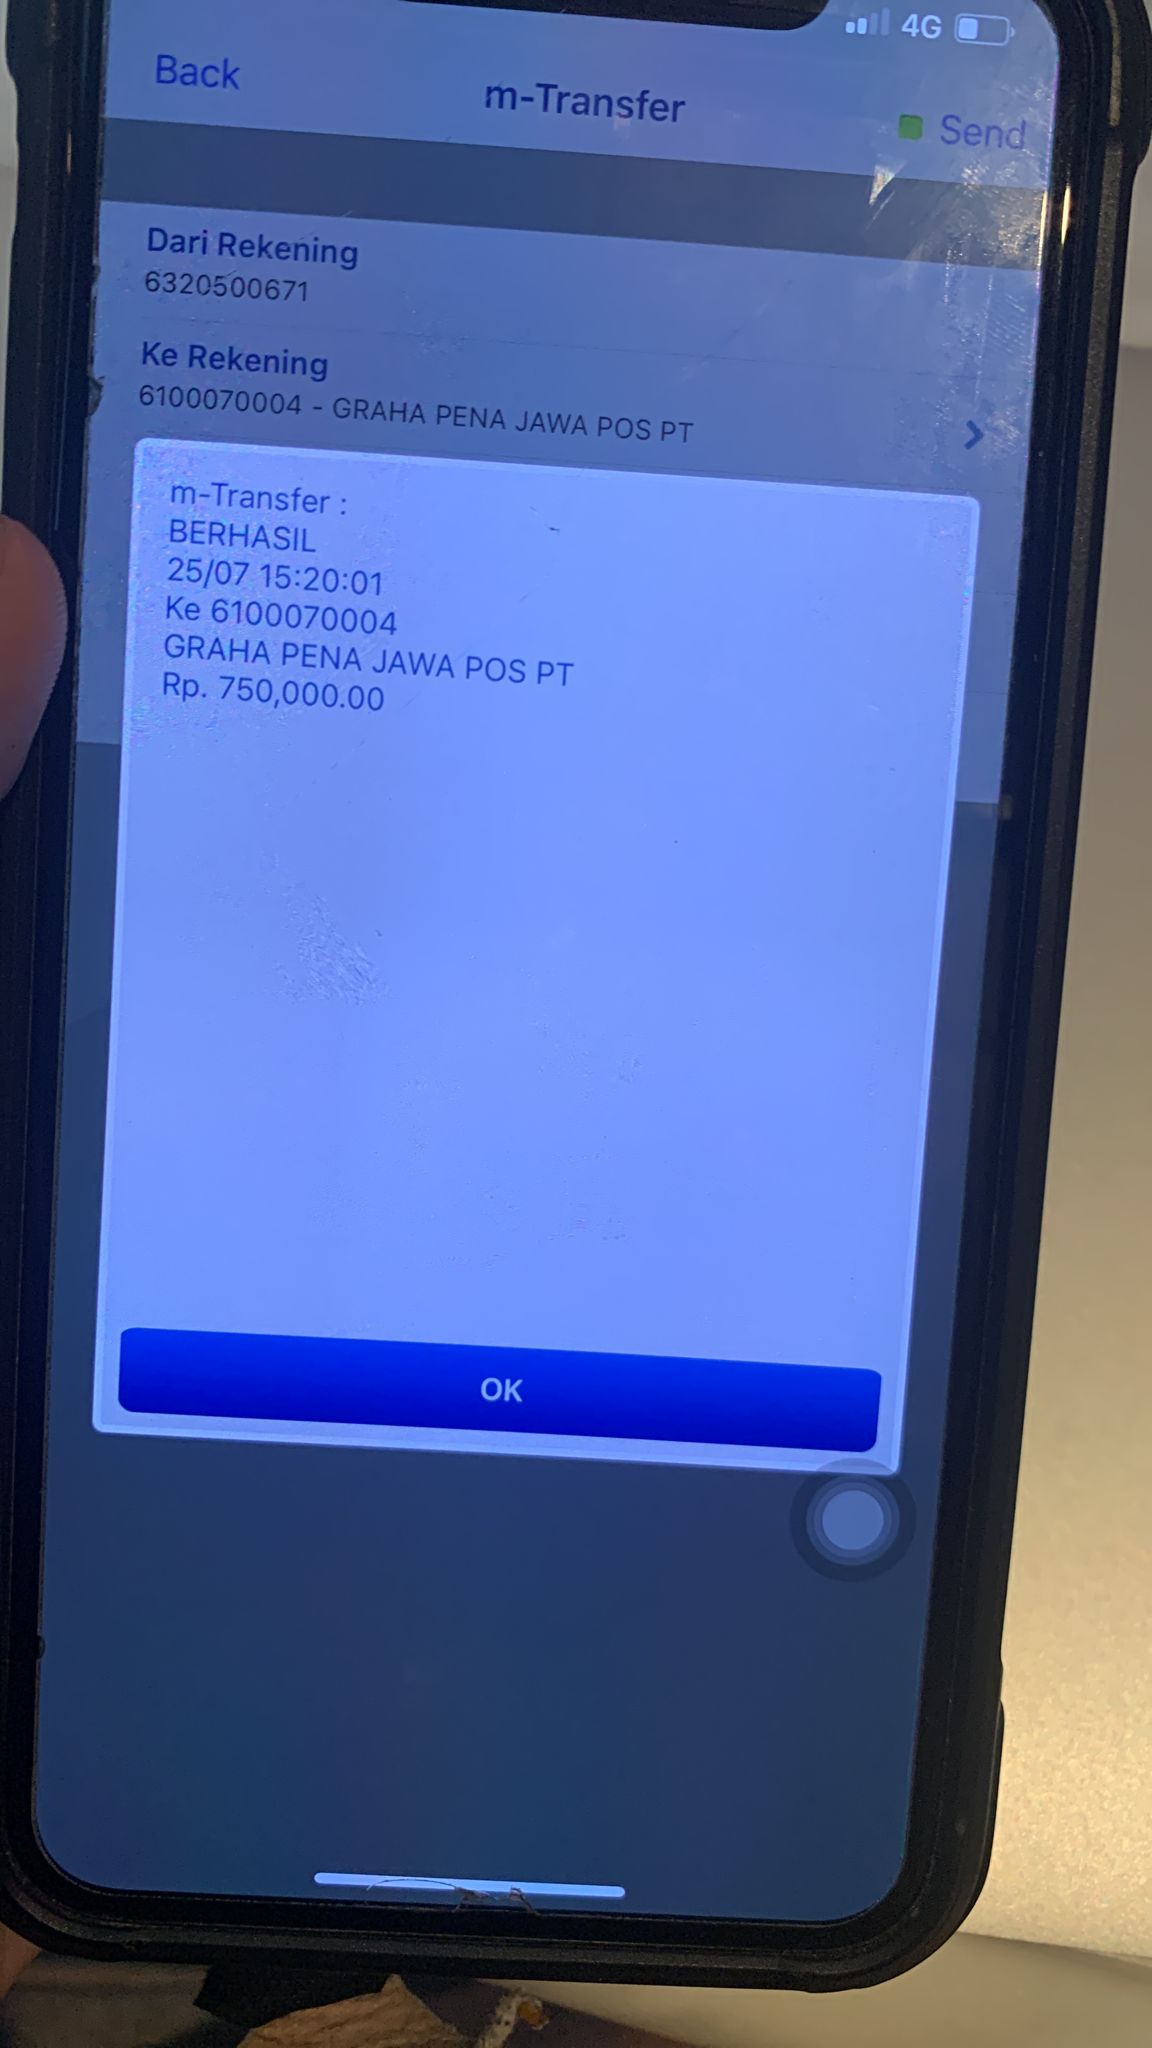 4G
Back
m-Transfer
Send
Dari Rekening
6320500671
Ke Rekening
6100070004 - GRAHA PENA JAWA POS PT
m-Transfer :
BERHASIL
25/07 15:20:01
Ke 6100070004
GRAHA PENA JAWA POS PT
Rp. 750,000.00
OK